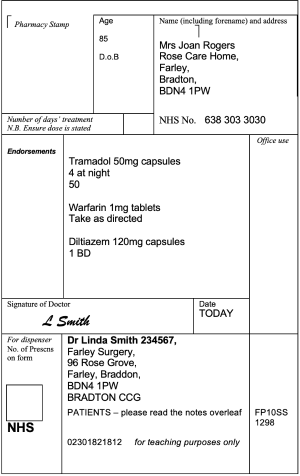 Pharmacy Stamp
Age
85
D.o.B
Name (including forename) and address
Mrs Joan Rogers
Rose Care Home,
Farley,
Bradton,
BDN4 1PW
Number of days' treatment
N.B. Ensure dose is stated
NHS No. 638 303 3030
Endorsements
Office use
Tramadol 50mg capsules
4 at night
50
Warfarin 1mg tablets
Take as directed
Diltiazem 120mg capsules
1 BD
Signature of Doctor
L Smith
Date
TODAY
For dispenser
No. of Prescns
on form
NHS
Dr Linda Smith 234567,
Farley Surgery,
96 Rose Grove,
Farley, Braddon,
BDN4 1PW
BRADTON CCG
PATIENTS – please read the notes overleaf
02301821812 for teaching purposes only
FP10SS
1298